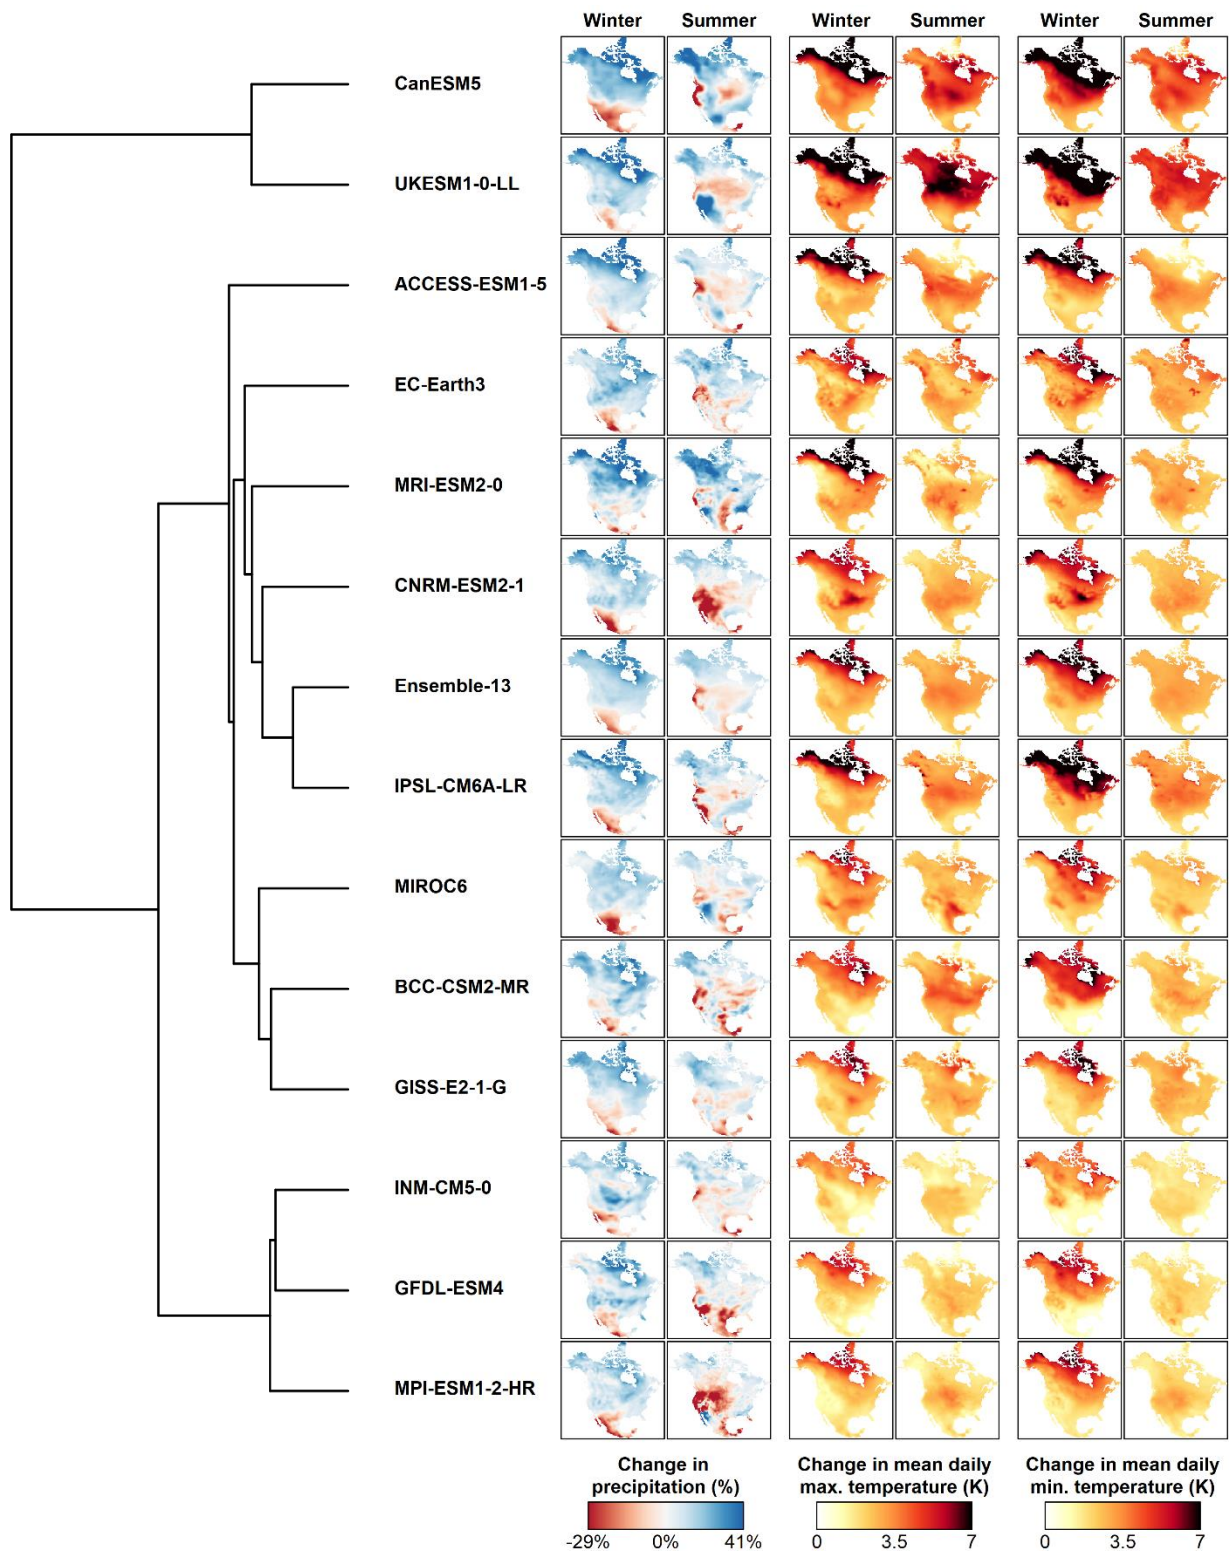 Winter Summer Winter Summer Winter Summer
CanESM5
UKESM1-0-LL
ACCESS-ESM1-5
EC-Earth3
MRI-ESM2-0
CNRM-ESM2-1
Ensemble-13
IPSL-CM6A-LR
MIROC6
BCC-CSM2-MR
GISS-E2-1-G
INM-CM5-0
GFDL-ESM4
MPI-ESM1-2-HR
Change in
precipitation (%)
-29% 0% 41%
Change in mean daily
max. temperature (K)
0 3.5 7
Change in mean daily
min. temperature (K)
0 3.5 7